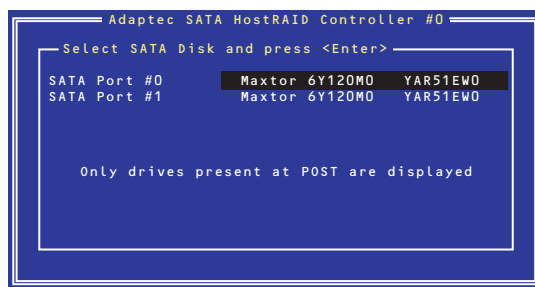 Adaptec SATA HostRAID Controller #0
Select SATA Disk and press <Enter>
SATA Port #0 Maxtor 6Y120M0 YAR51EW0
SATA Port #1 Maxtor 6Y120M0 YAR51EW0
Only drives present at POST are displayed